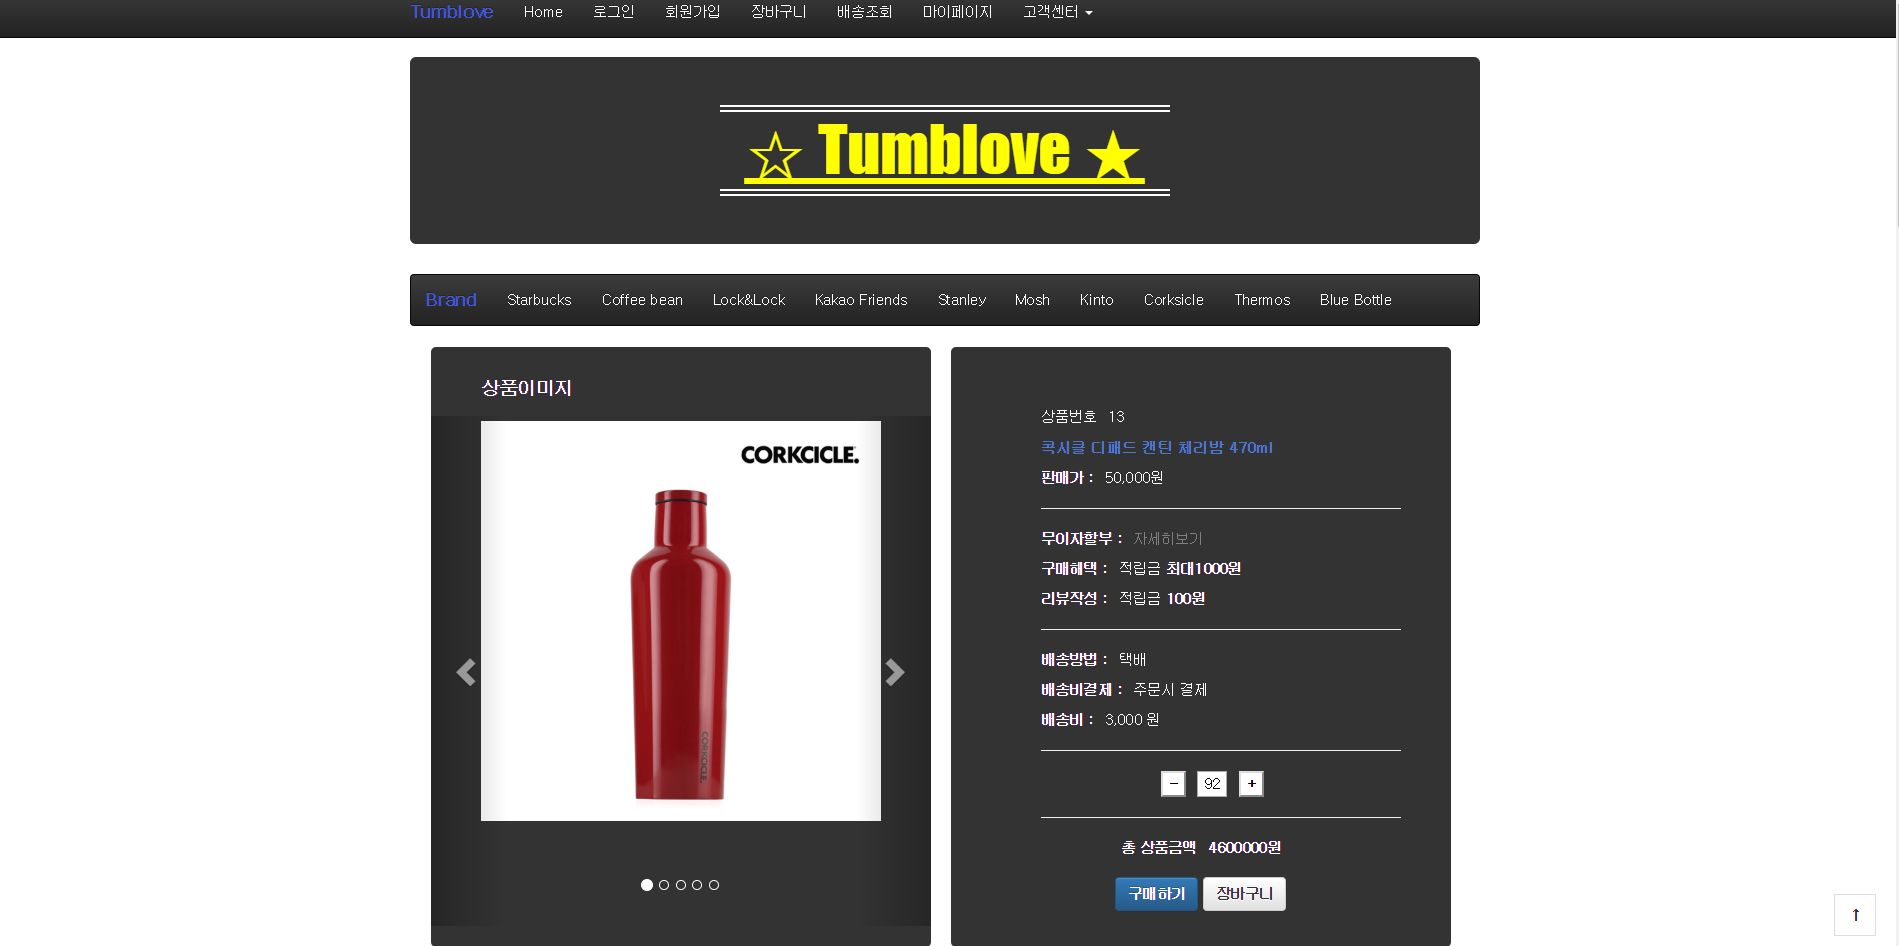 Tumblove Home 로그인 회원가입 장바구니 배송조회 마이페이지 고객센터
☆ Tumblove ★
Brand Starbucks Coffee bean Lock&Lock Kakao Friends Stanley Mosh Kinto Corksicle Thermos Blue Bottle
상품이미지
CORKCICLE.
CORKCICLE.
상품번호 13
콕시클 디패드 캔틴 체리밤 470ml
판매가 : 50,000원
무이자할부 : 자세히보기
구매혜택 : 적립금 최대1000원
리뷰작성 : 적립금 100원
배송방법 : 택배
배송비결제 : 주문시 결제
배송비 : 3,000 원
- 92 +
총 상품금액 4600000원
구매하기 장바구니
↑